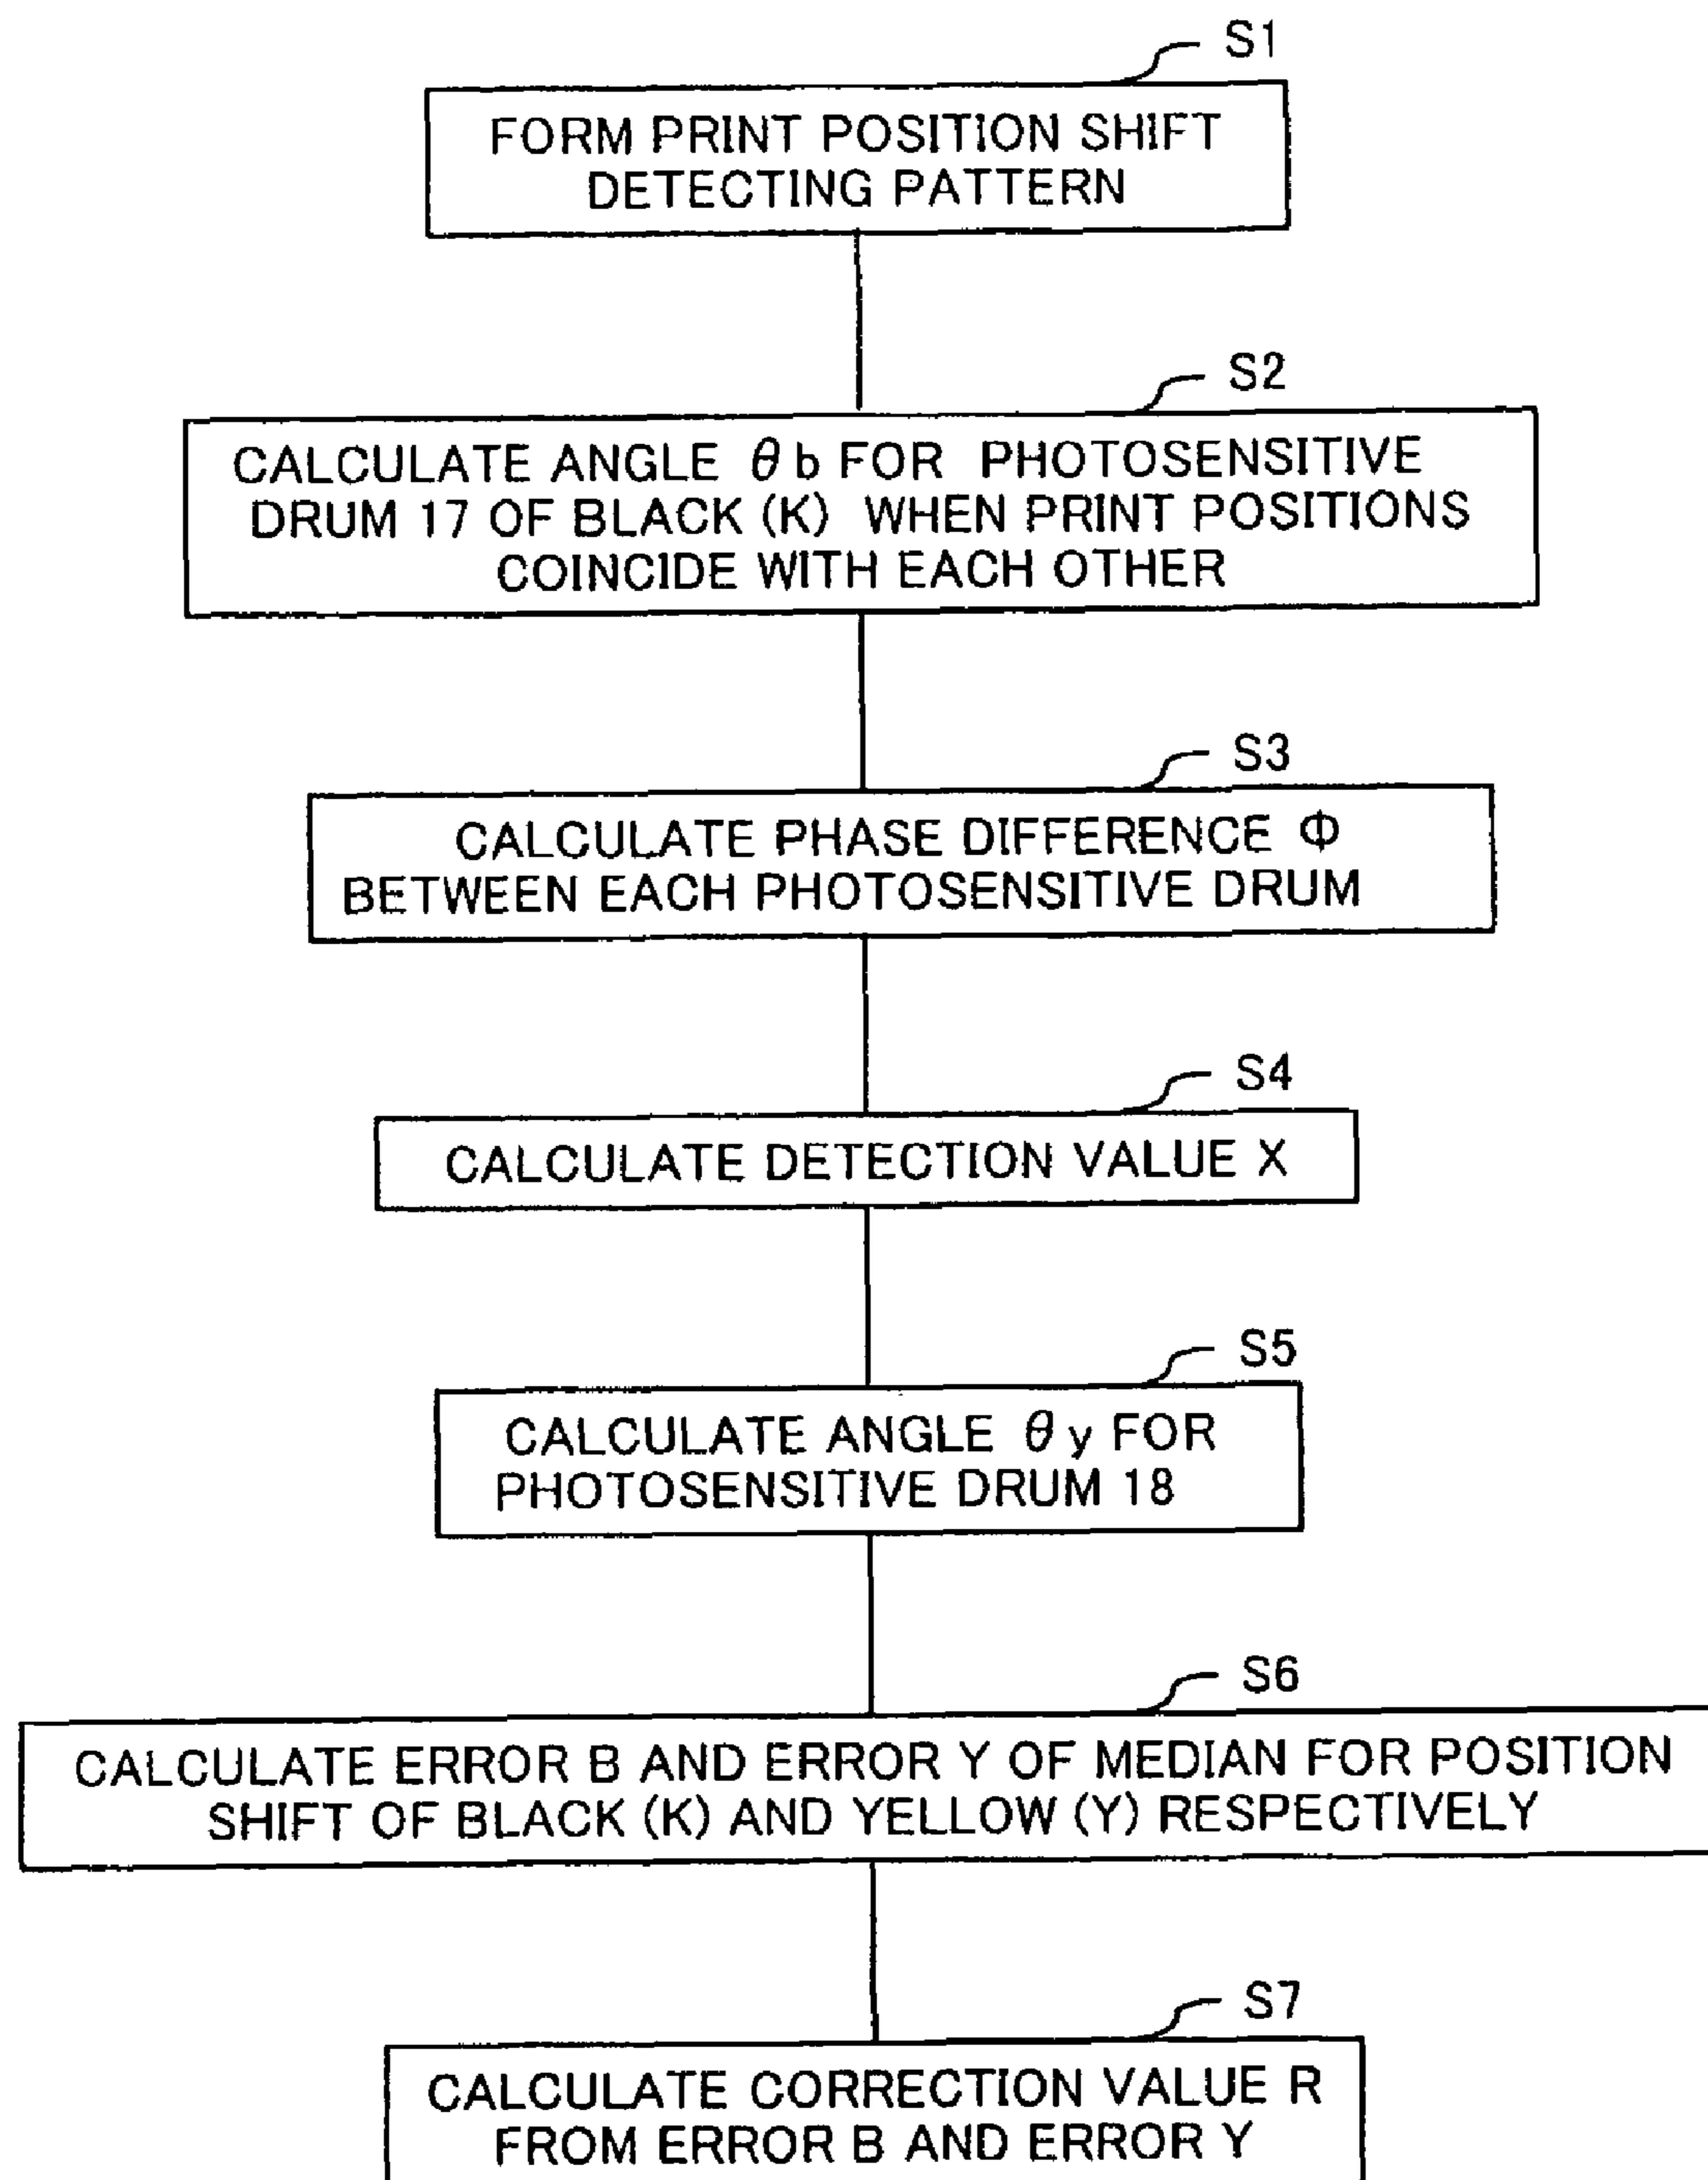 S1
FORM PRINT POSITION SHIFT
DETECTING PATTERN
S2
CALCULATE ANGLE θb FOR PHOTOSENSITIVE
DRUM 17 OF BLACK (K) WHEN PRINT POSITIONS
COINCIDE WITH EACH OTHER
S3
CALCULATE PHASE DIFFERENCE Φ
BETWEEN EACH PHOTOSENSITIVE DRUM
S4
CALCULATE DETECTION VALUE X
S5
CALCULATE ANGLE θy FOR
PHOTOSENSITIVE DRUM 18
S6
CALCULATE ERROR B AND ERROR Y OF MEDIAN FOR POSITION
SHIFT OF BLACK (K) AND YELLOW (Y) RESPECTIVELY
S7
CALCULATE CORRECTION VALUE R
FROM ERROR B AND ERROR Y